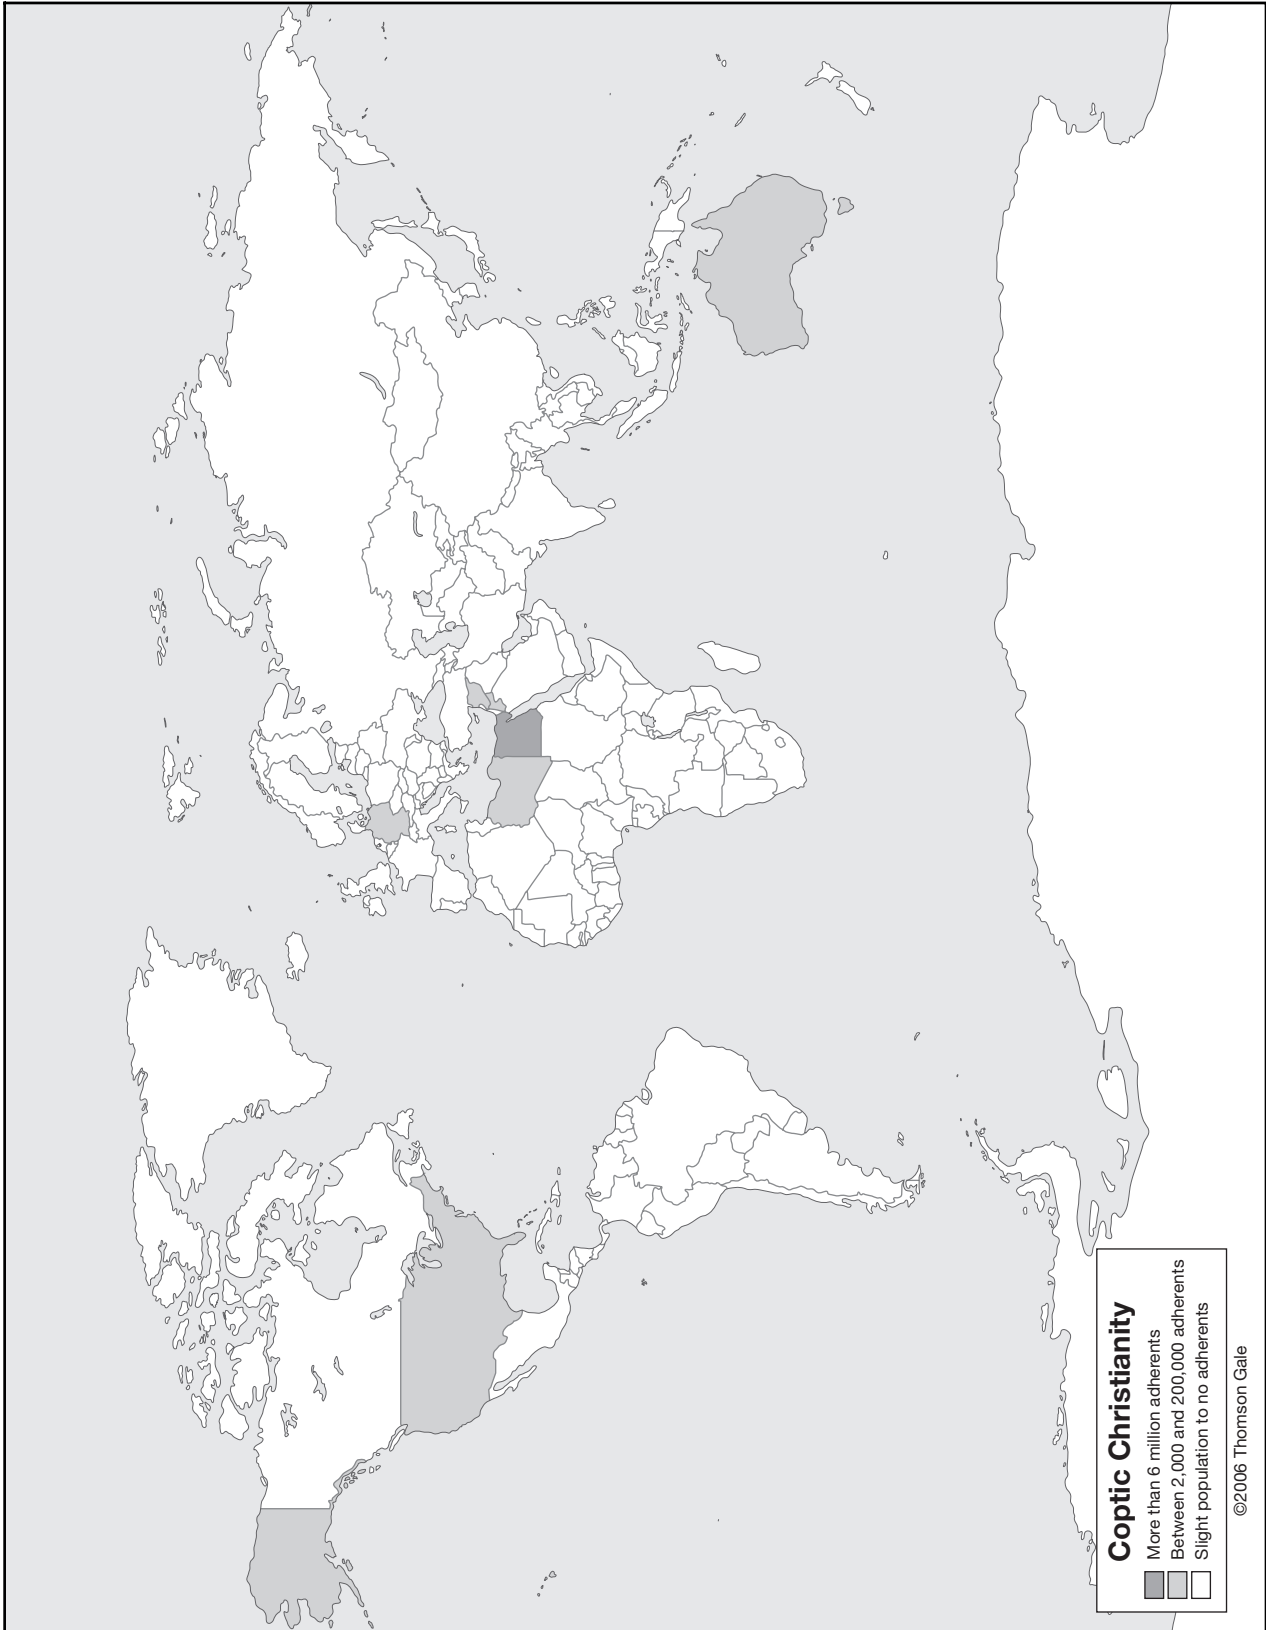 Coptic Christianity
More than 6 million adherents
Between 2,000 and 200,000 adherents
Slight population to no adherents
©2006 Thomson Gale